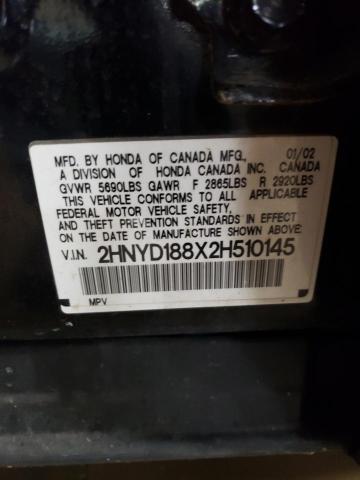 MFD. BY HONDA OF CANADA MFG., 01/02
A DIVISION OF HONDA CANADA INC. CANADA
GVWR 5690LBS GAWR F 2865LBS R 2920LBS
THIS VEHICLE CONFORMS TO ALL APPLICABLE
FEDERAL MOTOR VEHICLE SAFETY,
AND THEFT PREVENTION STANDARDS IN EFFECT
ON THE DATE OF MANUFACTURE SHOWN ABOVE.
V.I.N. 2HNYD188X2H510145
MPV